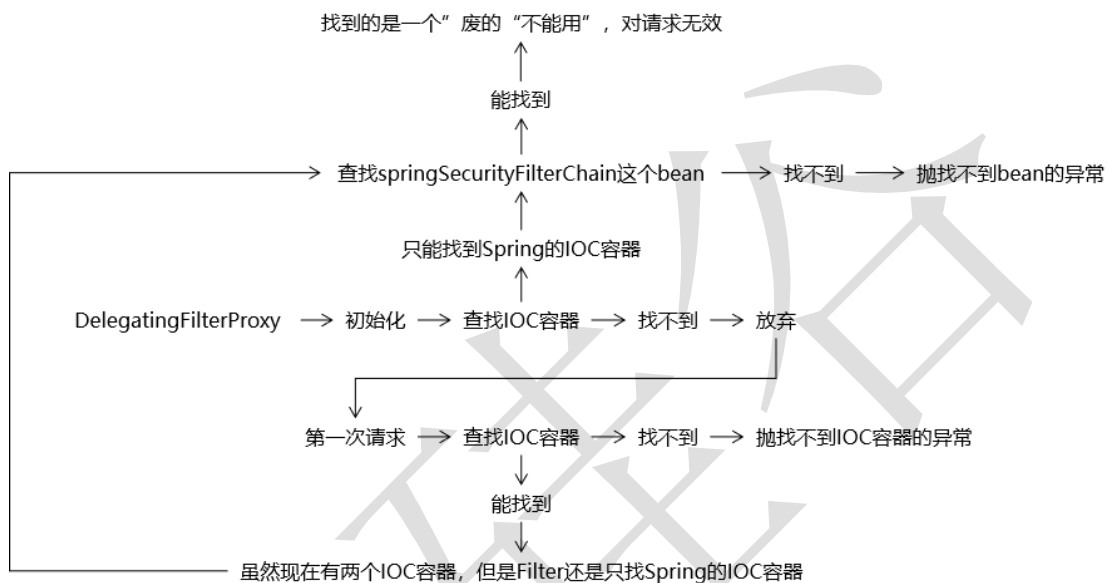 找到的是一个”废的“不能用”，对请求无效
能找到
查找springSecurityFilterChain这个bean
找不到
抛找不到bean的异常
只能找到Spring的IOC容器
DelegatingFilterProxy
初始化
查找IOC容器
找不到
放弃
第一次请求
查找IOC容器
找不到
抛找不到IOC容器的异常
能找到
虽然现在有两个IOC容器，但是Filter还是只找Spring的IOC容器